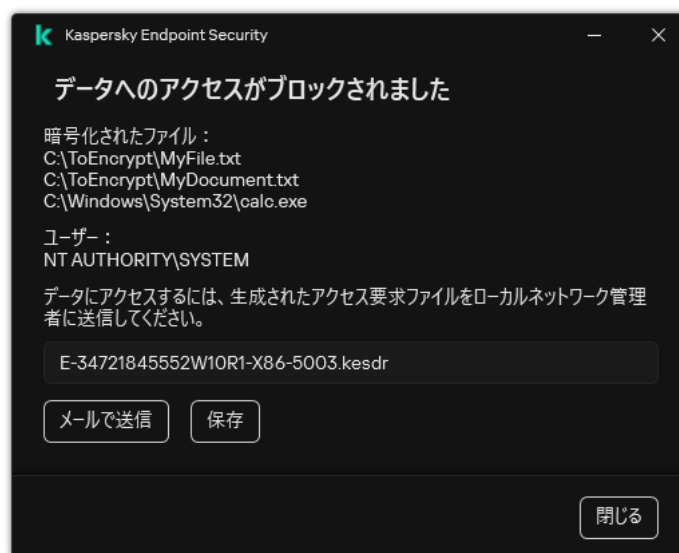 Kaspersky Endpoint Security
データへのアクセスがブロックされました
暗号化されたファイル：
C:\ToEncrypt\MyFile.txt
C:\ToEncrypt\MyDocument.txt
C:\Windows\System32\calc.exe
ユーザー：
NT AUTHORITY\SYSTEM
データにアクセスするには、生成されたアクセス要求ファイルをローカルネットワーク管理
者に送信してください。
E-34721845552W10R1-X86-5003.kesdr
メールで送信 保存
閉じる